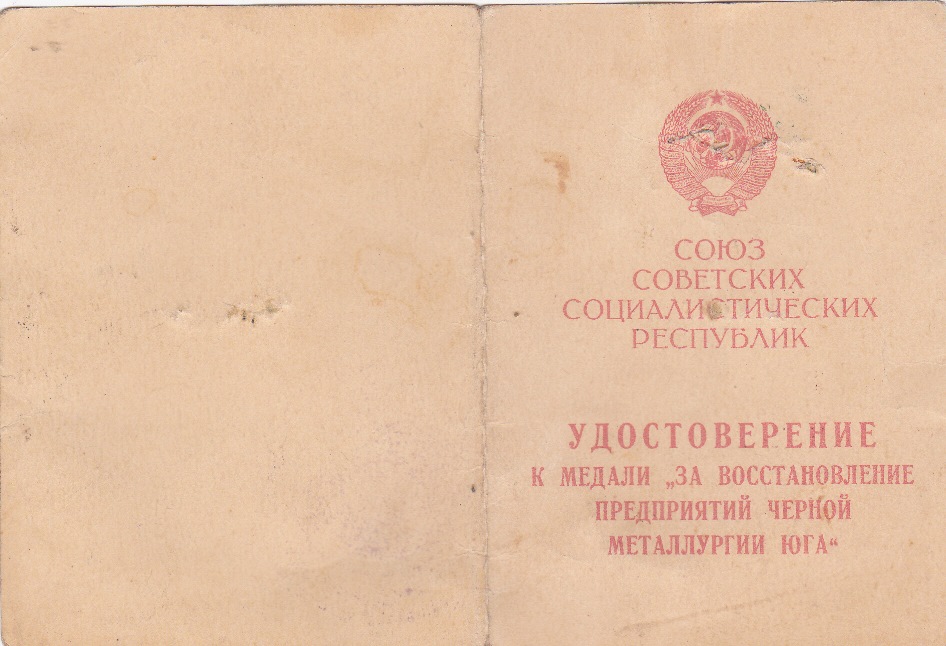 СОЮЗ
СОВЕТСКИХ
СОЦИАЛИСТИЧЕСКИХ
РЕСПУБЛИК
УДОСТОВЕРЕНИЕ
К МЕДАЛИ „ЗА ВОССТАНОВЛЕНИЕ
ПРЕДПРИЯТИЙ ЧЕРНОЙ
МЕТАЛЛУРГИИ ЮГА“